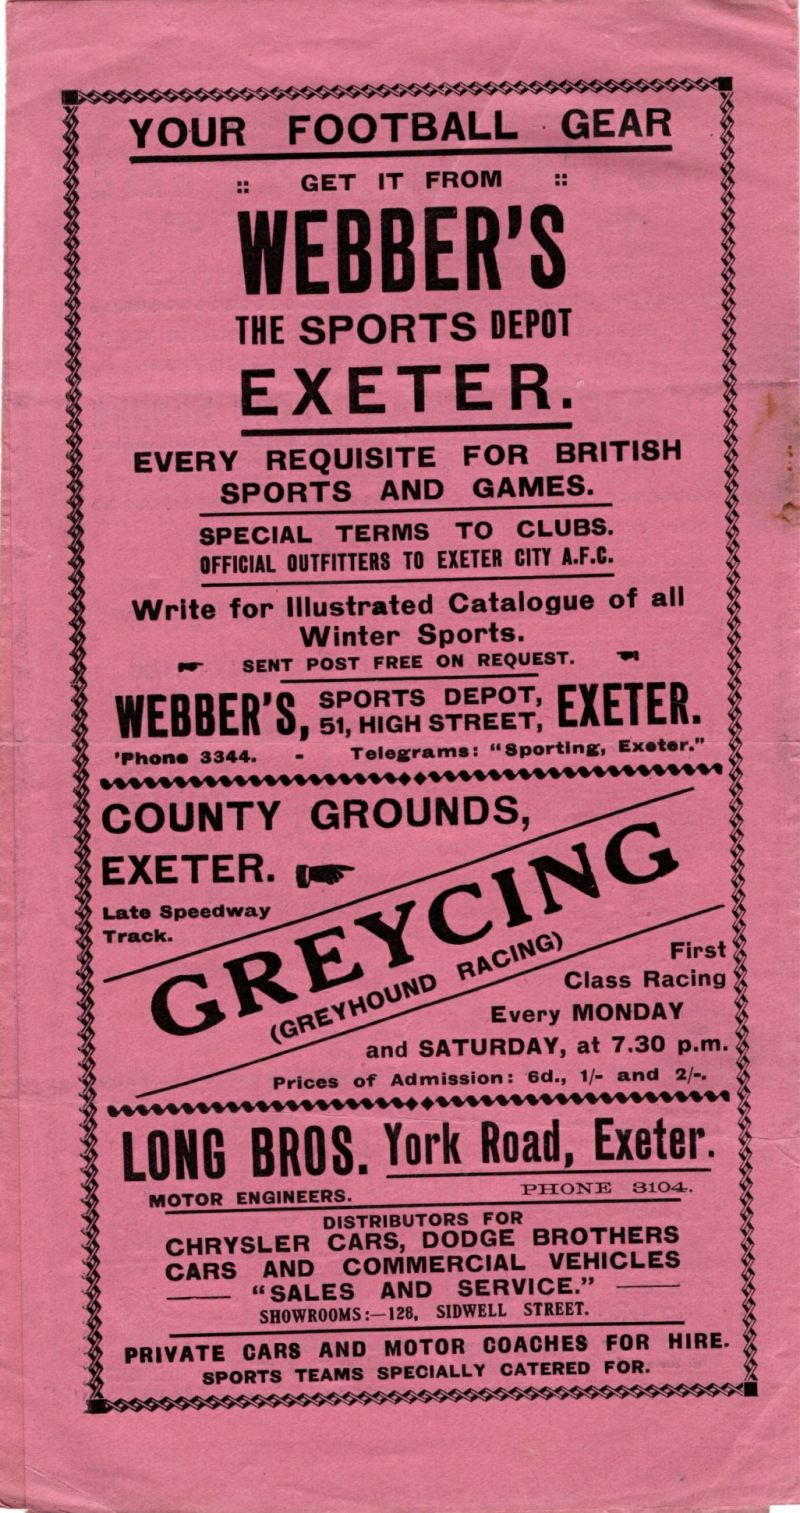 YOUR FOOTBALL GEAR
:: GET IT FROM ::
WEBBER'S
THE SPORTS DEPOT
EXETER.
EVERY REQUISITE FOR BRITISH
SPORTS AND GAMES.
SPECIAL TERMS TO CLUBS.
OFFICIAL OUTFITTERS TO EXETER CITY A.F.C.
Write for Illustrated Catalogue of all
Winter Sports.
SENT POST FREE ON REQUEST.
WEBBER'S, SPORTS DEPOT, 51, HIGH STREET, EXETER.
'Phone 3344. - Telegrams: "Sporting, Exeter."
COUNTY GROUNDS,
EXETER.
Late Speedway
Track.
GREYCING
(GREYHOUND RACING)
First
Class Racing
Every MONDAY
and SATURDAY, at 7.30 p.m.
Prices of Admission: 6d., 1/- and 2/-.
LONG BROS. York Road, Exeter.
MOTOR ENGINEERS. PHONE 3104.
DISTRIBUTORS FOR
CHRYSLER CARS, DODGE BROTHERS
CARS AND COMMERCIAL VEHICLES
"SALES AND SERVICE."
SHOWROOMS:—128, SIDWELL STREET.
PRIVATE CARS AND MOTOR COACHES FOR HIRE.
SPORTS TEAMS SPECIALLY CATERED FOR.